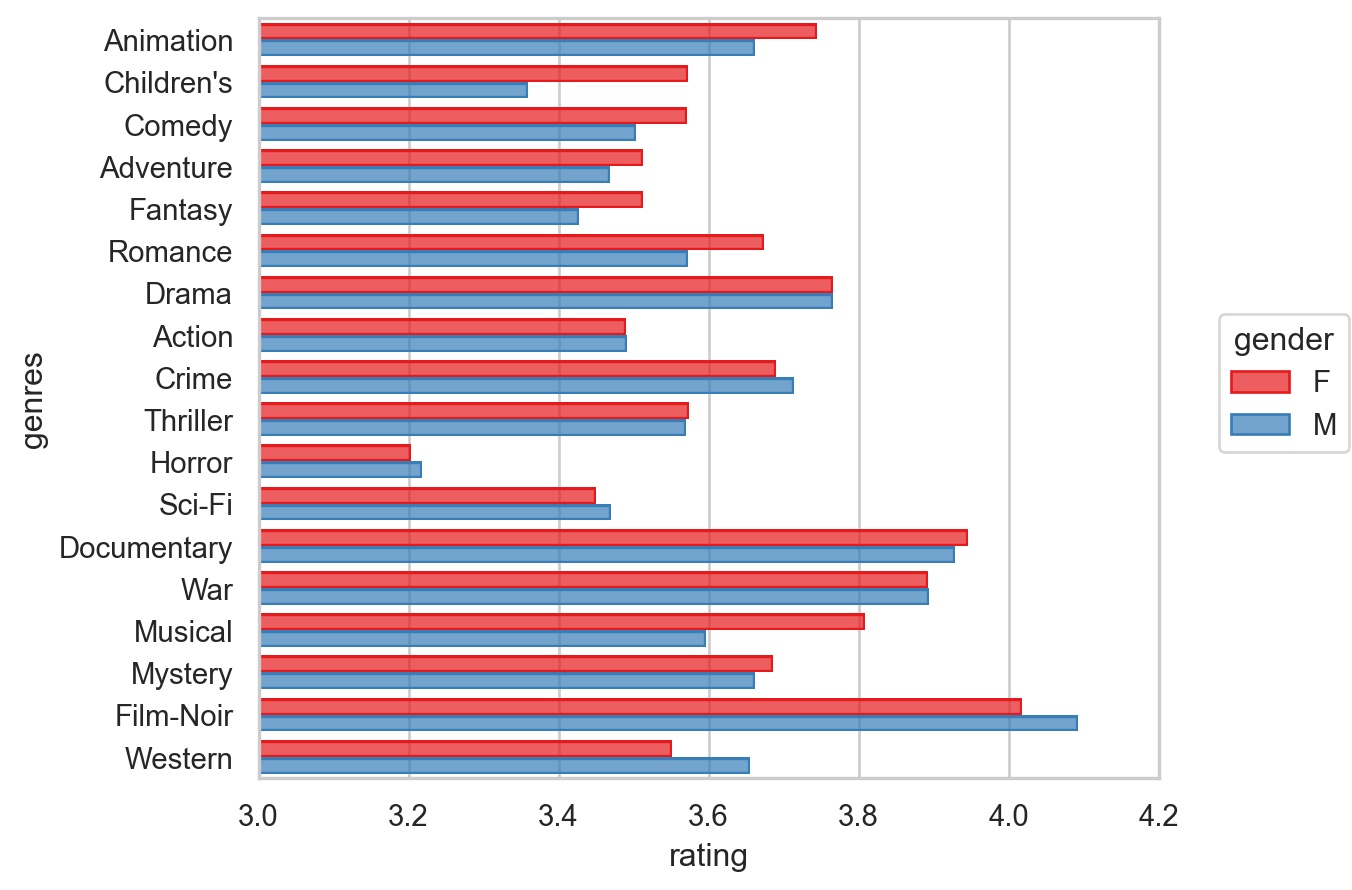 Animation
Children's
Comedy
Adventure
Fantasy
Romance
Drama
Action
Crime
Thriller
Horror
Sci-Fi
Documentary
War
Musical
Mystery
Film-Noir
Western
genres
3.0 3.2 3.4 3.6 3.8 4.0 4.2
rating
gender
F
M